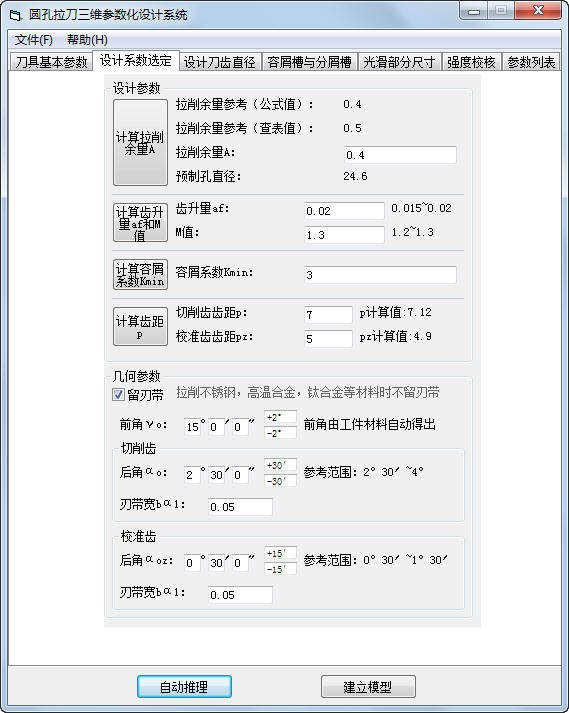 圆孔拉刀三维参数化设计系统
文件(F) 帮助(H)
刀具基本参数 设计系数选定 设计刀齿直径 容屑槽与分屑槽 光滑部分尺寸 强度校核 参数列表
设计参数
计算拉削余量A
拉削余量参考（公式值）: 0.4
拉削余量参考（查表值）: 0.5
拉削余量A: 0.4
预制孔直径: 24.6
计算齿升量af和M值
齿升量af: 0.02 0.015~0.02
M值: 1.3 1.2~1.3
计算容屑系数Kmin
容屑系数Kmin: 3
计算齿距p
切削齿齿距p: 7 p计算值:7.12
校准齿齿距pz: 5 pz计算值:4.9
几何参数
留刃带 拉削不锈钢，高温合金，钛合金等材料时不留刃带
前角γo: 15° 0′ 0″ +2° -2° 前角由工件材料自动得出
切削齿
后角αo: 2° 30′ 0″ +30′ -30′ 参考范围: 2° 30′ ~4°
刃带宽bα1: 0.05
校准齿
后角αoz: 0° 30′ 0″ +15′ -15′ 参考范围: 0° 30′ ~1° 30′
刃带宽bα1: 0.05
自动推理 建立模型